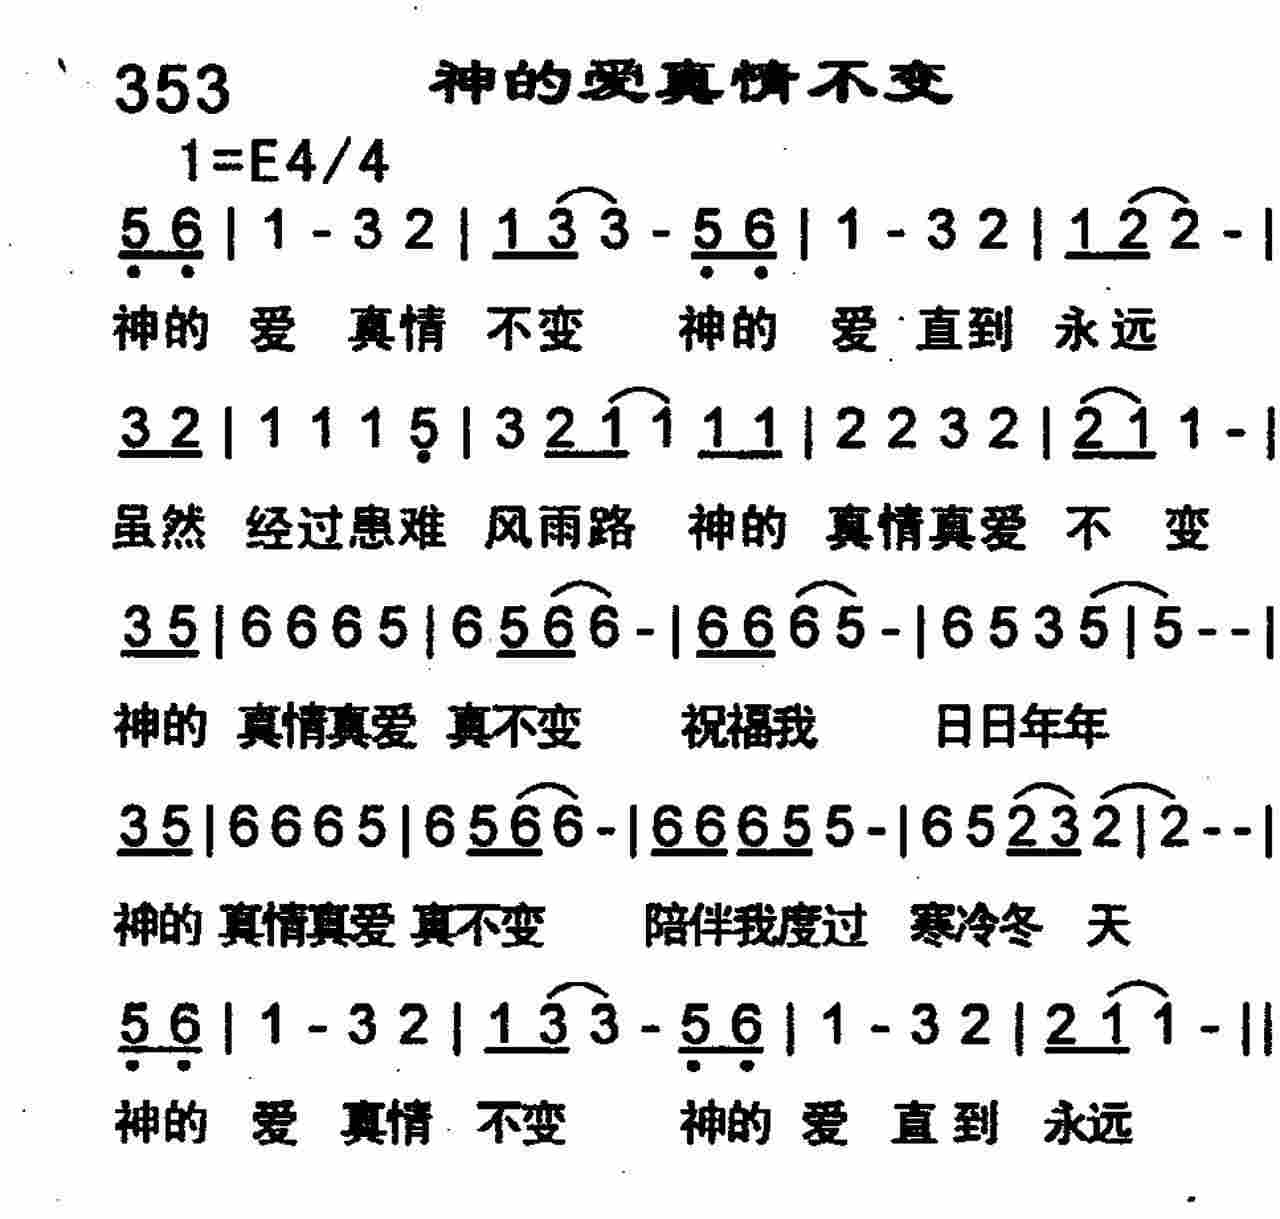 353 神的爱真情不变
1=E4/4
5 6 | 1 - 3 2 | 1 3 3 - 5 6 | 1 - 3 2 | 1 2 2 - |
神的 爱 真情 不变 神的 爱 直到 永远
3 2 | 1 1 1 5 | 3 2 1 1 1 1 | 2 2 3 2 | 2 1 1 - |
虽然 经过患难 风雨路 神的 真情真爱 不 变
3 5 | 6 6 6 5 | 6 5 6 6 - | 6 6 6 5 - | 6 5 3 5 | 5 - - |
神的 真情真爱 真不变 祝福我 日日年年
3 5 | 6 6 6 5 | 6 5 6 6 - | 6 6 6 5 5 - | 6 5 2 3 2 | 2 - - |
神的 真情真爱 真不变 陪伴我度过 寒冷冬 天
5 6 | 1 - 3 2 | 1 3 3 - 5 6 | 1 - 3 2 | 2 1 1 - ||
神的 爱 真情 不变 神的 爱 直 到 永远